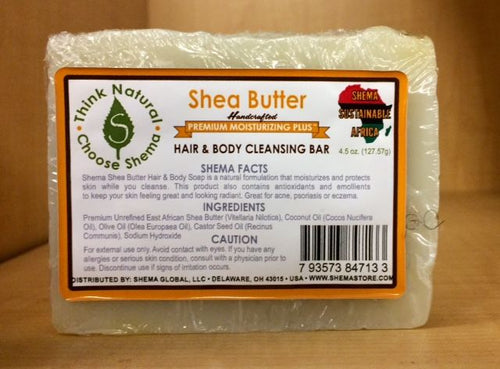 Think Natural
Choose Shema
S
Shea Butter
Handcrafted
PREMIUM MOISTURIZING PLUS
HAIR & BODY CLEANSING BAR
SHEMA
SUSTAINABLE
AFRICA
4.5 oz. (127.57g)
SHEMA FACTS
Shema Shea Butter Hair & Body Soap is a natural formulation that moisturizes and protects
skin while you cleanse. This product also contains antioxidants and emollients
to keep your skin feeling great and looking radiant. Great for acne, psoriasis or eczema.
INGREDIENTS
Premium Unrefined East African Shea Butter (Vitellaria Nilotica), Coconut Oil (Cocos Nucifera
Oil), Olive Oil (Olea Europaea Oil), Castor Seed Oil (Recinus
Communis), Sodium Hydroxide
CAUTION
For external use only. Avoid contact with eyes. If you have any
allergies or serious skin condition, consult with a physician prior to
use. Discontinue use if signs of irritation occurs.
7 93573 84713 3
DISTRIBUTED BY: SHEMA GLOBAL, LLC • DELAWARE, OH 43015 • USA • WWW.SHEMASTORE.COM